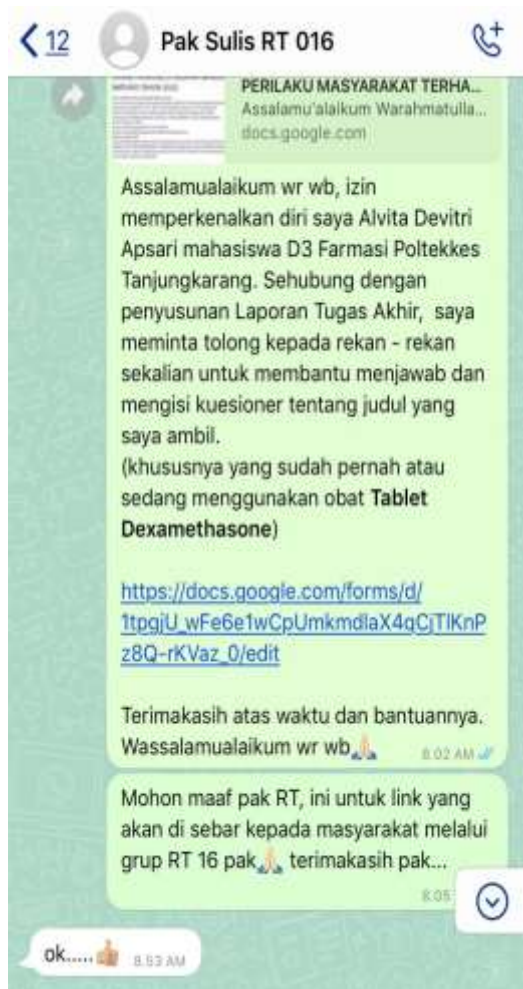 12
Pak Sulis RT 016
PERILAKU MASYARAKAT TERHA...
Assalamu'alaikum Warahmatulla...
docs.google.com
Assalamualaikum wr wb, izin
memperkenalkan diri saya Alvita Devitri
Apsari mahasiswa D3 Farmasi Poltekkes
Tanjungkarang. Sehubung dengan
penyusunan Laporan Tugas Akhir, saya
meminta tolong kepada rekan - rekan
sekalian untuk membantu menjawab dan
mengisi kuesioner tentang judul yang
saya ambil.
(khususnya yang sudah pernah atau
sedang menggunakan obat Tablet
Dexamethasone)
https://docs.google.com/forms/d/
Terimakasih atas waktu dan bantuannya.
Wassalamualaikum wr wb🙏🏻 8.02 AM
Mohon maaf pak RT, ini untuk link yang
akan di sebar kepada masyarakat melalui
grup RT 16 pak🙏🏻 terimakasih pak...
8.05
ok.....👍🏼 8.53 AM